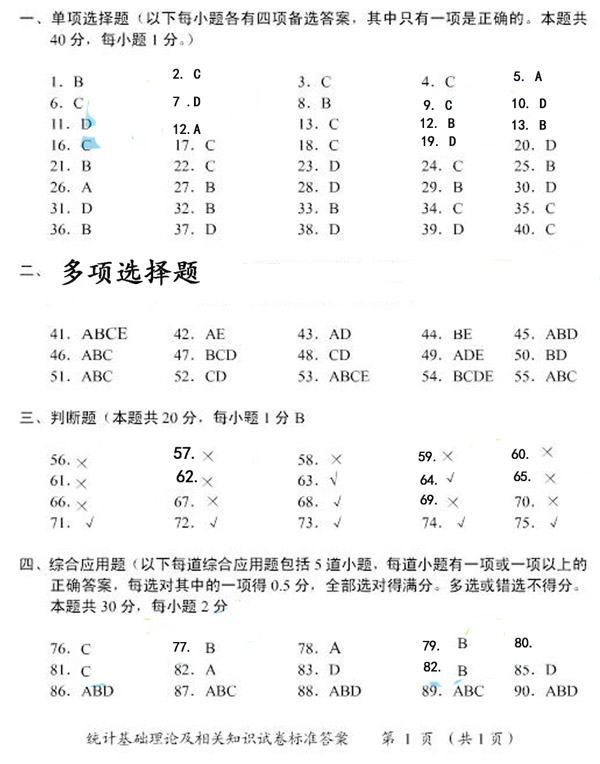 一、单项选择题（以下每小题各有四项备选答案，其中只有一项是正确的。本题共
40 分，每小题 1 分。）
1. B 2. C 3. C 4. C 5. A
6. C 7 .D 8. B 9. C 10. D
11. D 12.A 13. C 12. B 13. B
16. C 17. C 18. C 19. D 20. D
21. B 22. C 23. D 24. C 25. B
26. A 27. B 28. D 29. B 30. D
31. D 32. B 33. B 34. C 35. C
36. B 37. D 38. D 39. D 40. C
二、多项选择题
41. ABCE 42. AE 43. AD 44. BE 45. ABD
46. ABC 47. BCD 48. CD 49. ADE 50. BD
51. ABC 52. CD 53. ABCE 54. BCDE 55. ABC
三、判断题（本题共 20 分，每小题 1 分 B
56. × 57. × 58. × 59. × 60. ×
61. × 62. × 63. √ 64. √ 65. ×
66. × 67. × 68. √ 69. × 70. ×
71. √ 72. √ 73. √ 74. √ 75. √
四、综合应用题（以下每道综合应用题包括 5 道小题，每道小题有一项或一项以上的
正确答案，每选对其中的一项得 0.5 分，全部选对得满分。多选或错选不得分。
本题共 30 分，每小题 2 分
76. C 77. B 78. A 79. B 80.
81. C 82. A 83. D 82. B 85. D
86. ABD 87. ABC 88. ABD 89. ABC 90. ABD
统计基础理论及相关知识试卷标准答案 第 1 页 （共 1 页）